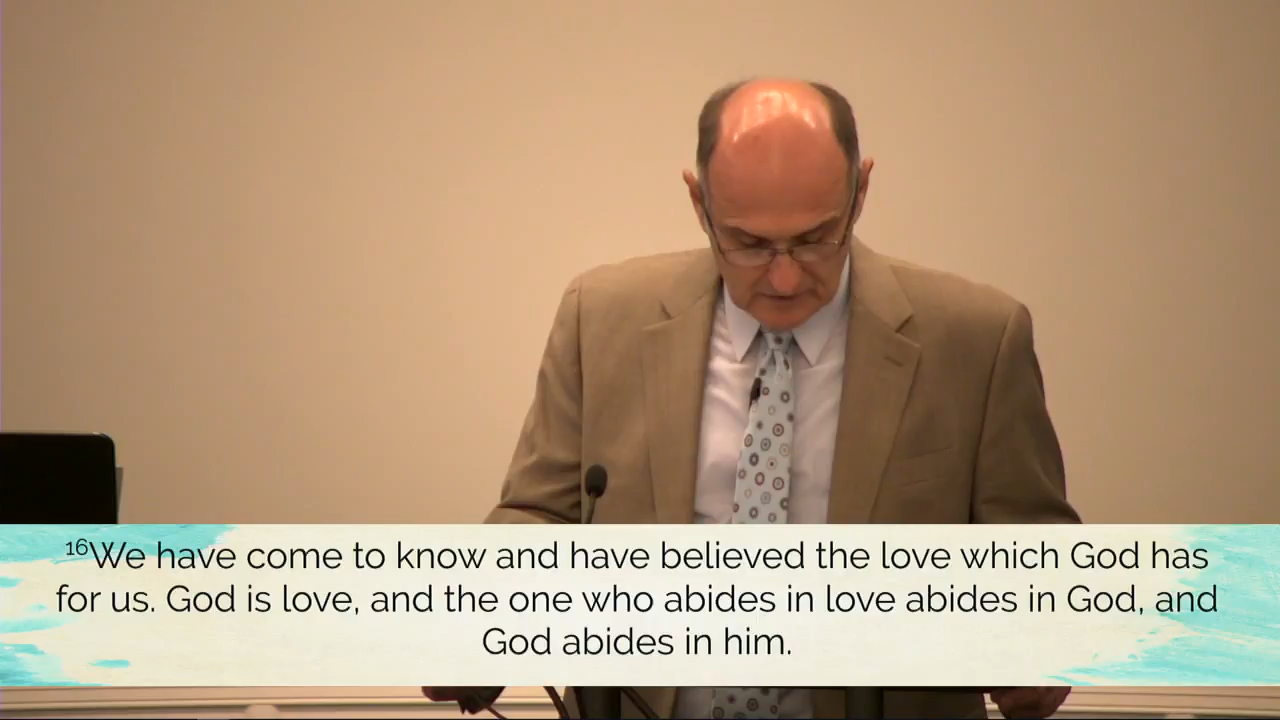 16We have come to know and have believed the love which God has
for us. God is love, and the one who abides in love abides in God, and
God abides in him.